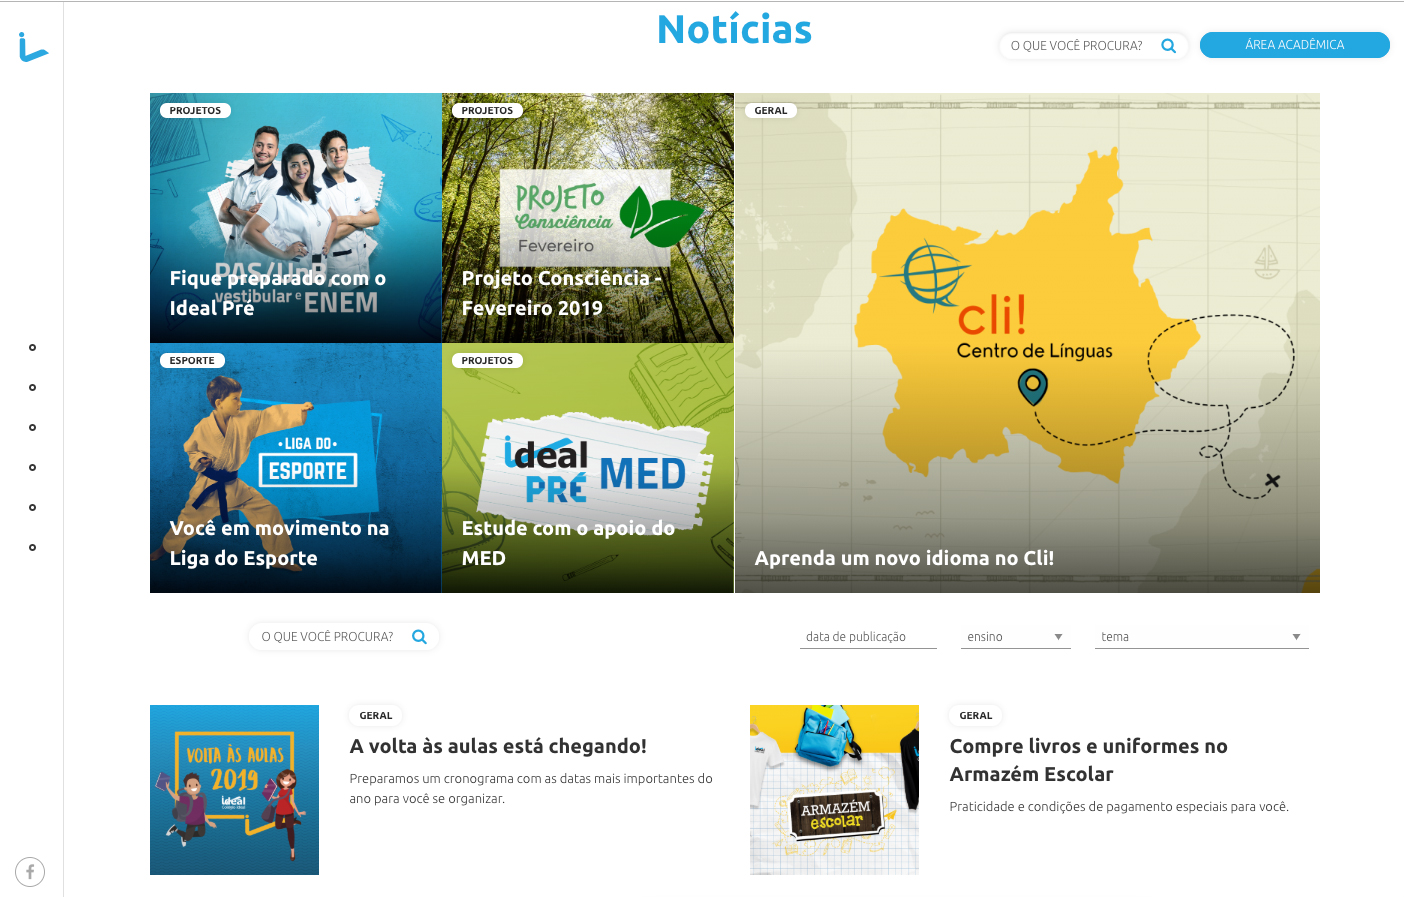 Notícias
O QUE VOCÊ PROCURA?
ÁREA ACADÊMICA
PROJETOS
PAS/UnB,
vestibular e ENEM
Fique preparado com o
Ideal Pré
PROJETOS
PROJETO
Consciência
Fevereiro
Projeto Consciência -
Fevereiro 2019
GERAL
cli!
Centro de Línguas
Aprenda um novo idioma no Cli!
ESPORTE
LIGA DO
ESPORTE
Você em movimento na
Liga do Esporte
PROJETOS
ideal
PRÉ MED
Estude com o apoio do
MED
O QUE VOCÊ PROCURA?
data de publicação
ensino
tema
VOLTA ÀS AULAS
2019
ideal
GERAL
A volta às aulas está chegando!
Preparamos um cronograma com as datas mais importantes do
ano para você se organizar.
ARMAZÉM
escolar
GERAL
Compre livros e uniformes no
Armazém Escolar
Praticidade e condições de pagamento especiais para você.